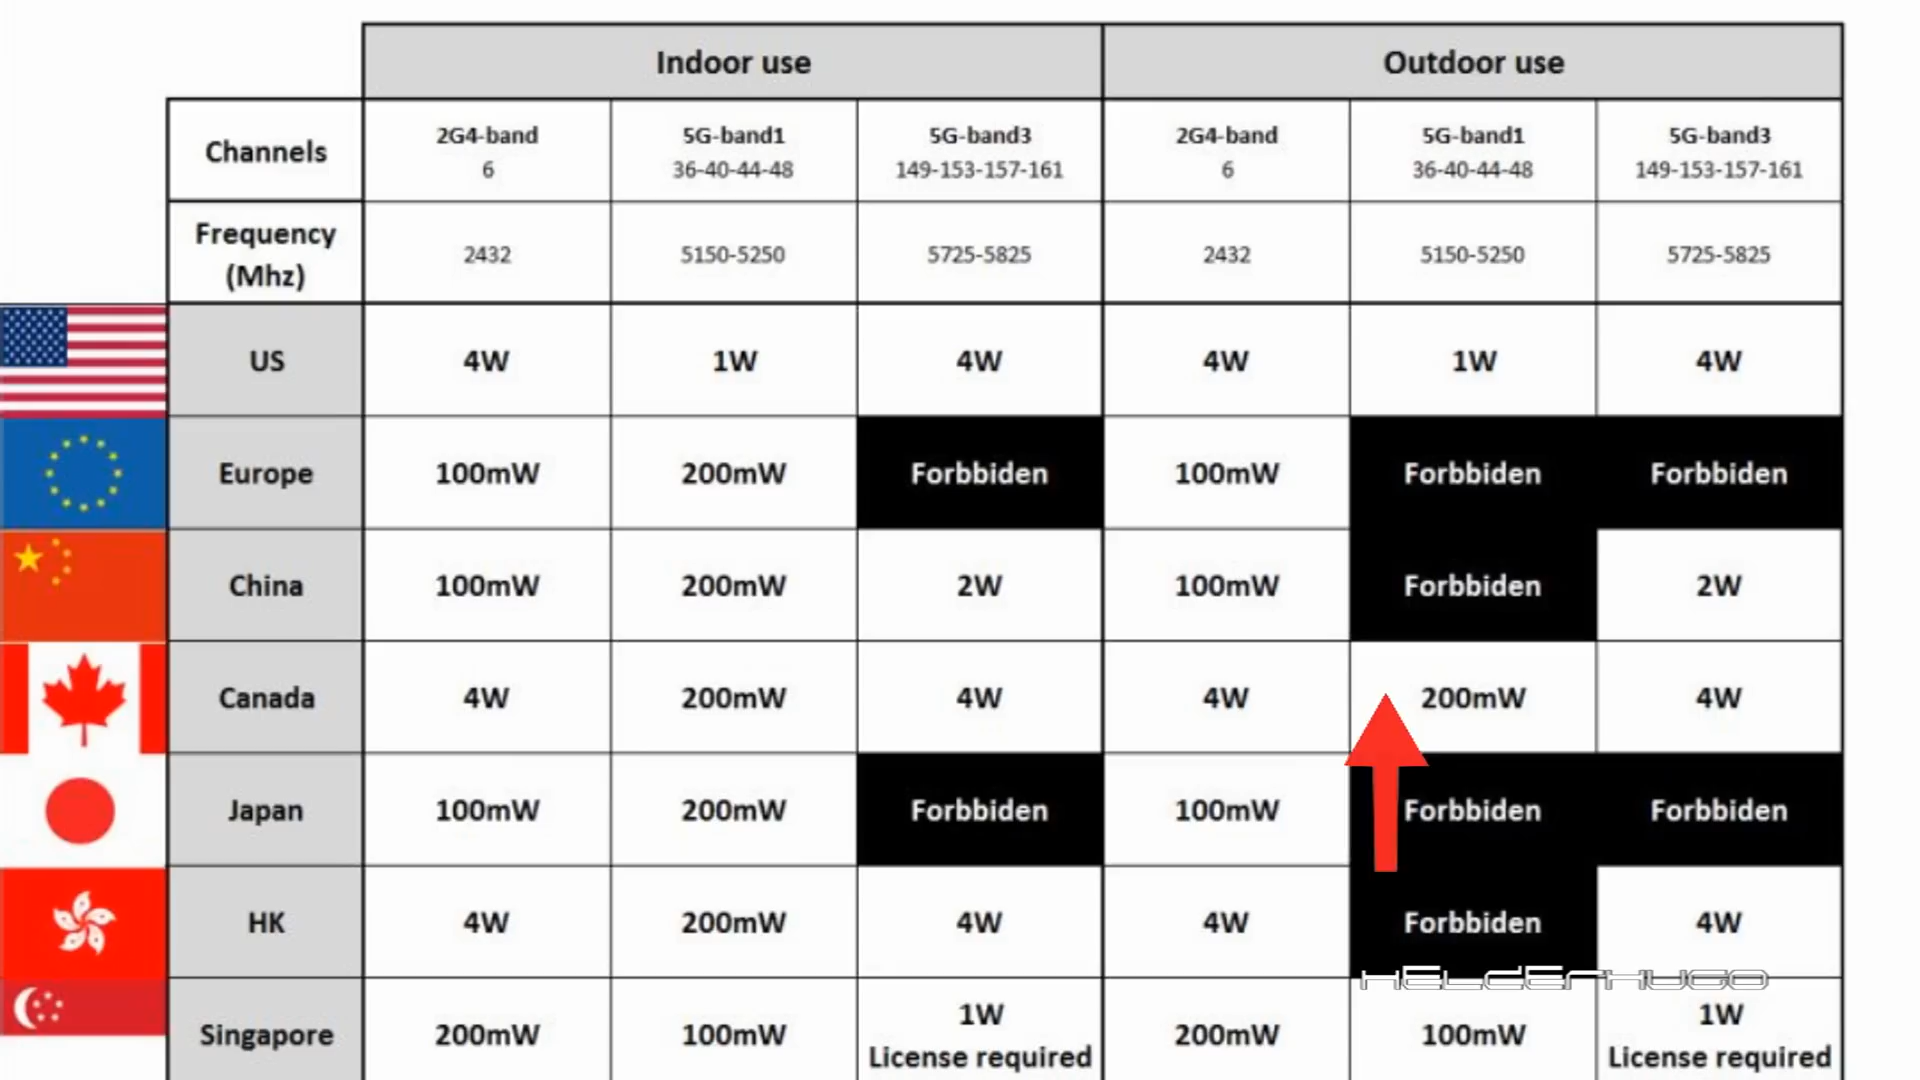 Indoor use Outdoor use
Channels 2G4-band 5G-band1 5G-band3 2G4-band 5G-band1 5G-band3
6 36-40-44-48 149-153-157-161 6 36-40-44-48 149-153-157-161
Frequency
(Mhz) 2432 5150-5250 5725-5825 2432 5150-5250 5725-5825
US 4W 1W 4W 4W 1W 4W
Europe 100mW 200mW Forbbiden 100mW Forbbiden Forbbiden
China 100mW 200mW 2W 100mW Forbbiden 2W
Canada 4W 200mW 4W 4W 200mW 4W
Japan 100mW 200mW Forbbiden 100mW Forbbiden Forbbiden
HK 4W 200mW 4W 4W Forbbiden 4W
HELDERHUGO
Singapore 200mW 100mW 1W 200mW 100mW 1W
License required License required